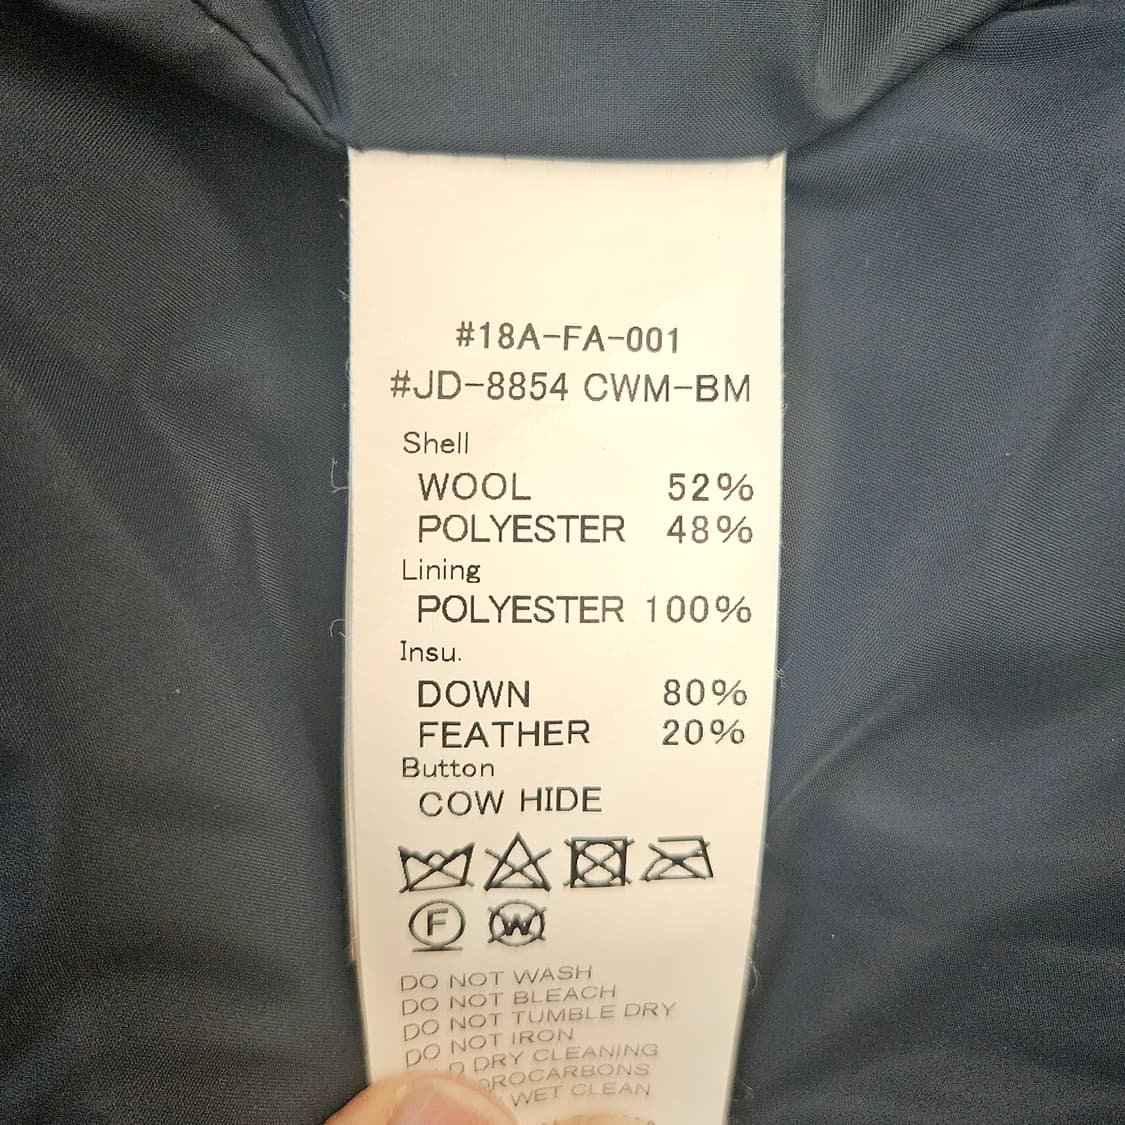 #18A-FA-001
#JD-8854 CWM-BM
Shell
WOOL 52%
POLYESTER 48%
Lining
POLYESTER 100%
Insu.
DOWN 80%
FEATHER 20%
Button
COW HIDE
F W
DO NOT WASH
DO NOT BLEACH
DO NOT TUMBLE DRY
DO NOT IRON
DRY CLEANING
WET CLEAN